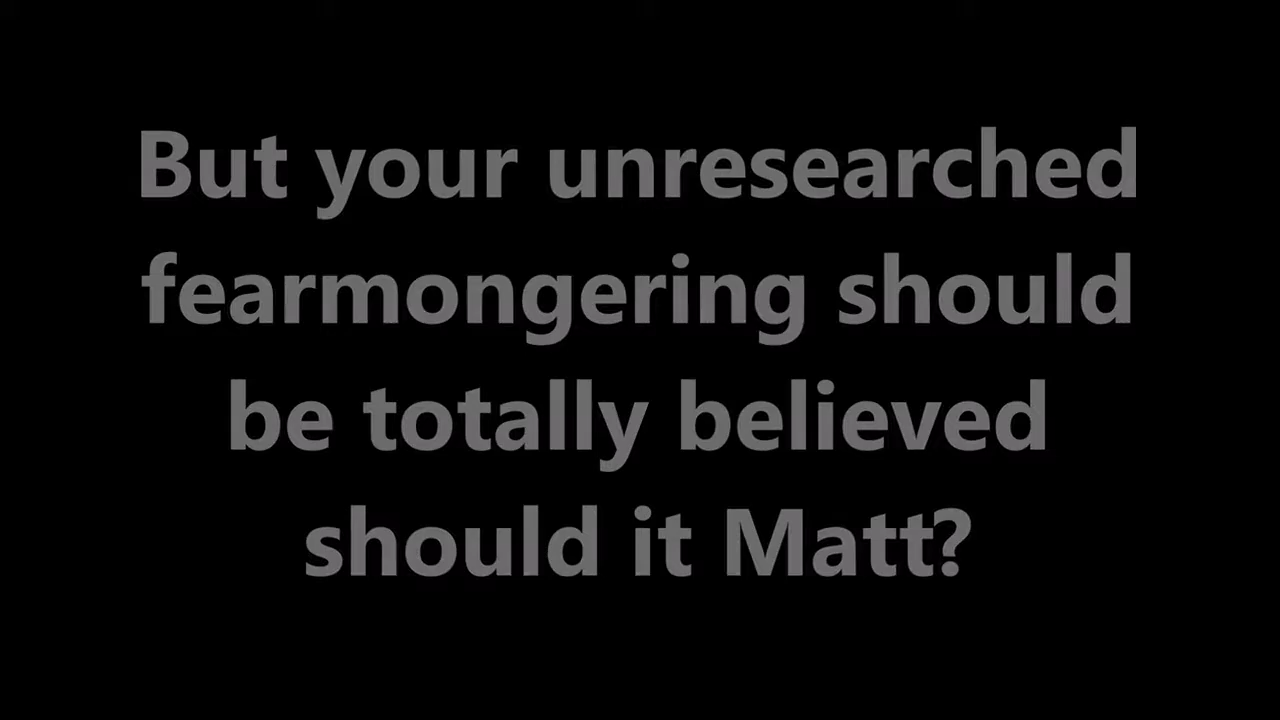 But your unresearched
fearmongering should
be totally believed
should it Matt?